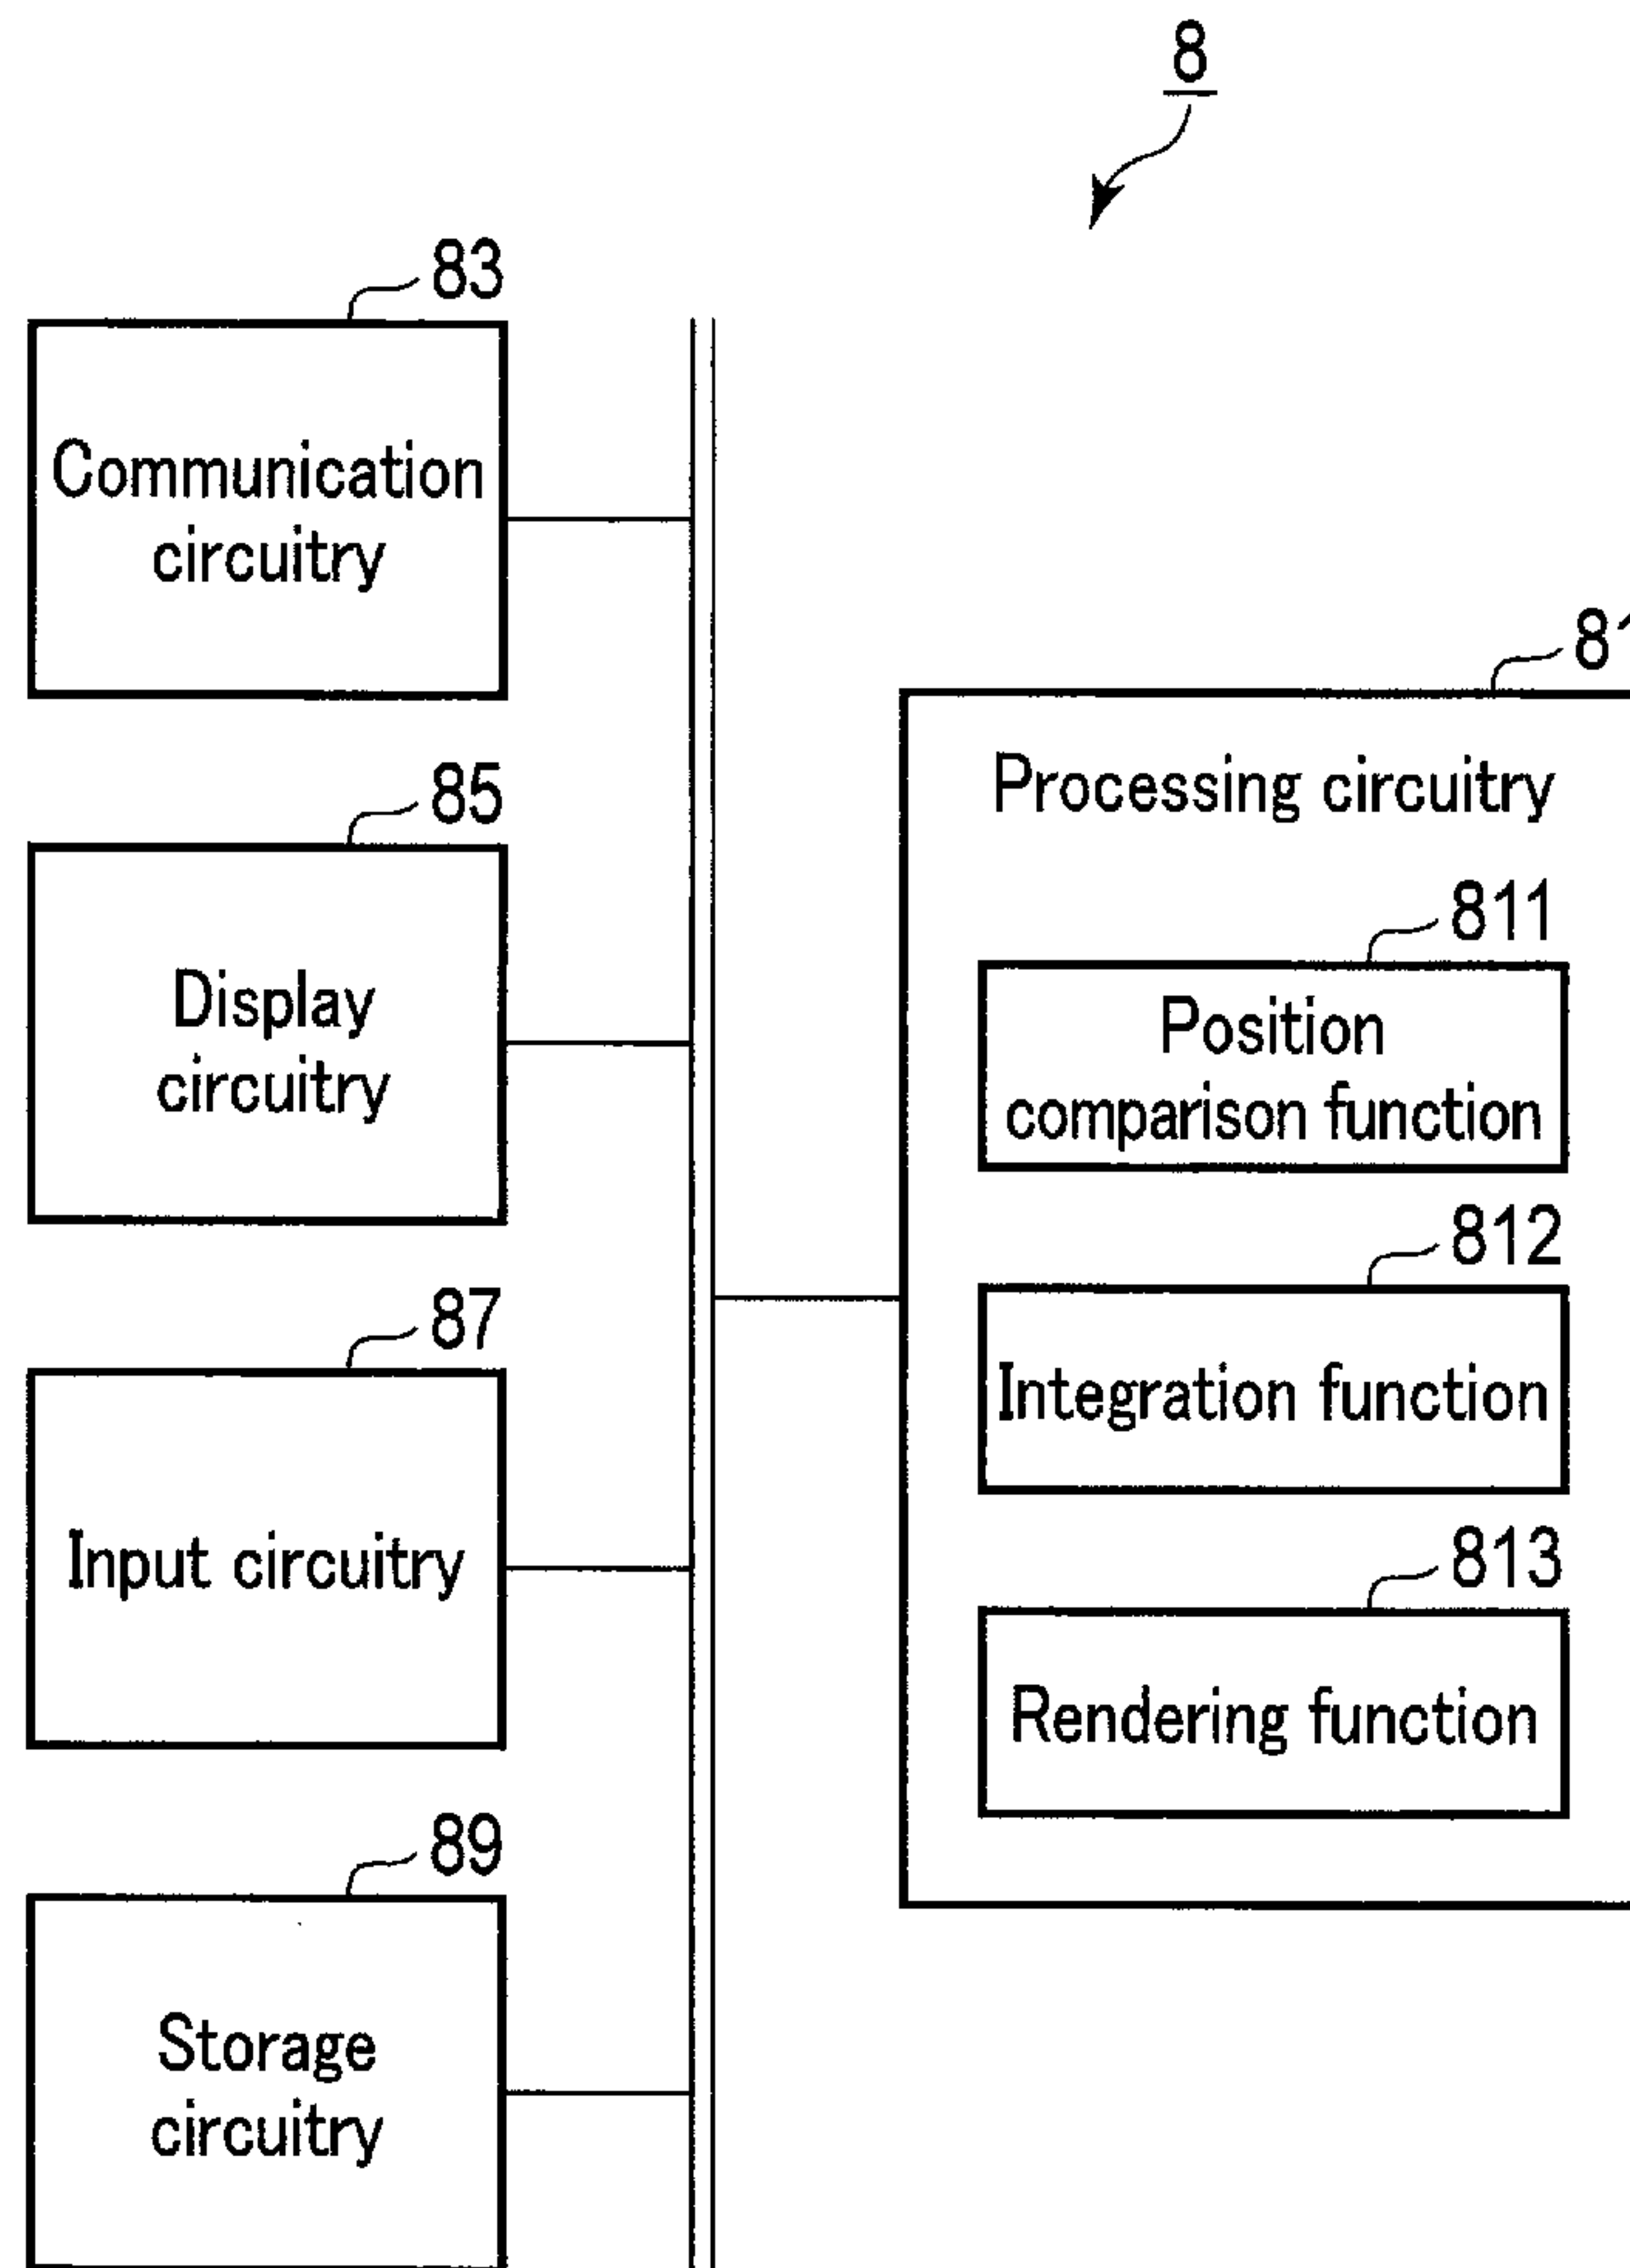 8
83
Communication
circuitry
85
Display
circuitry
87
Input circuitry
89
Storage
circuitry
81
Processing circuitry
811
Position
comparison function
812
Integration function
813
Rendering function